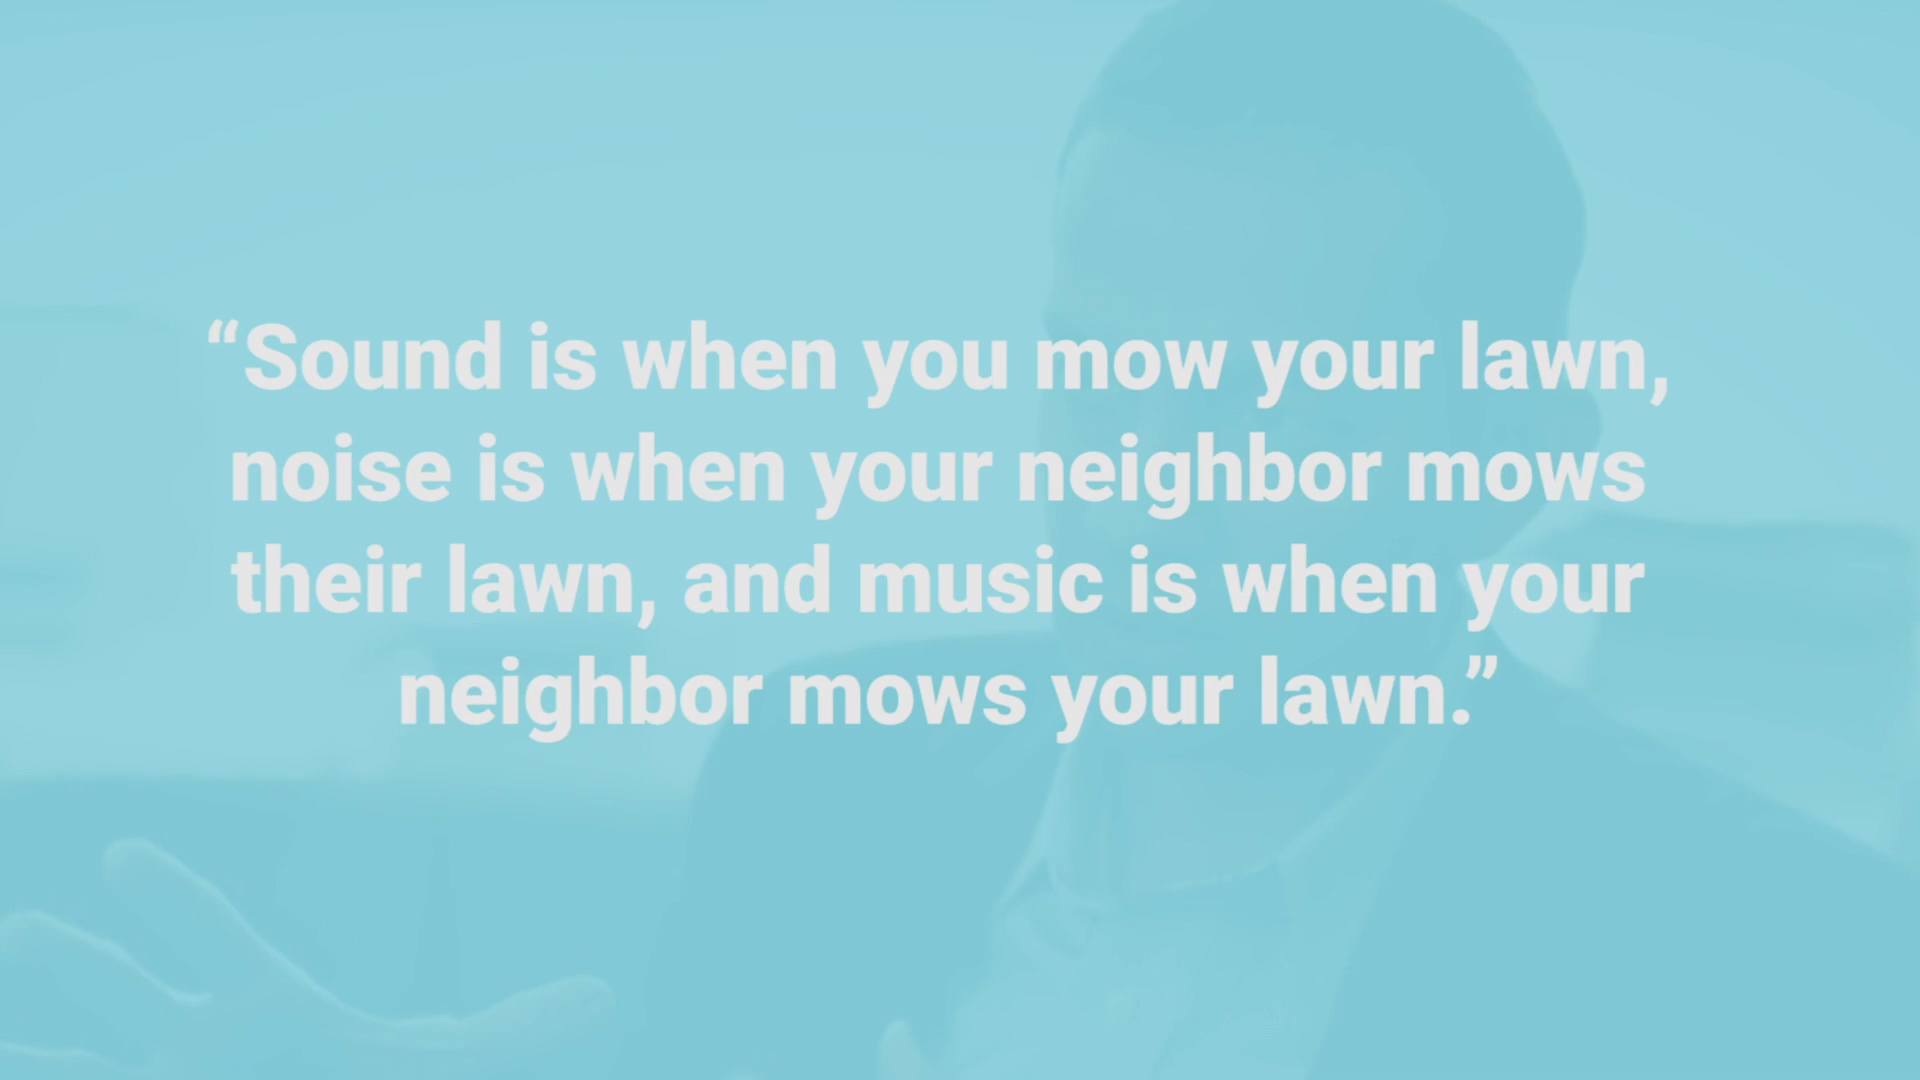 “Sound is when you mow your lawn,
noise is when your neighbor mows
their lawn, and music is when your
neighbor mows your lawn.”